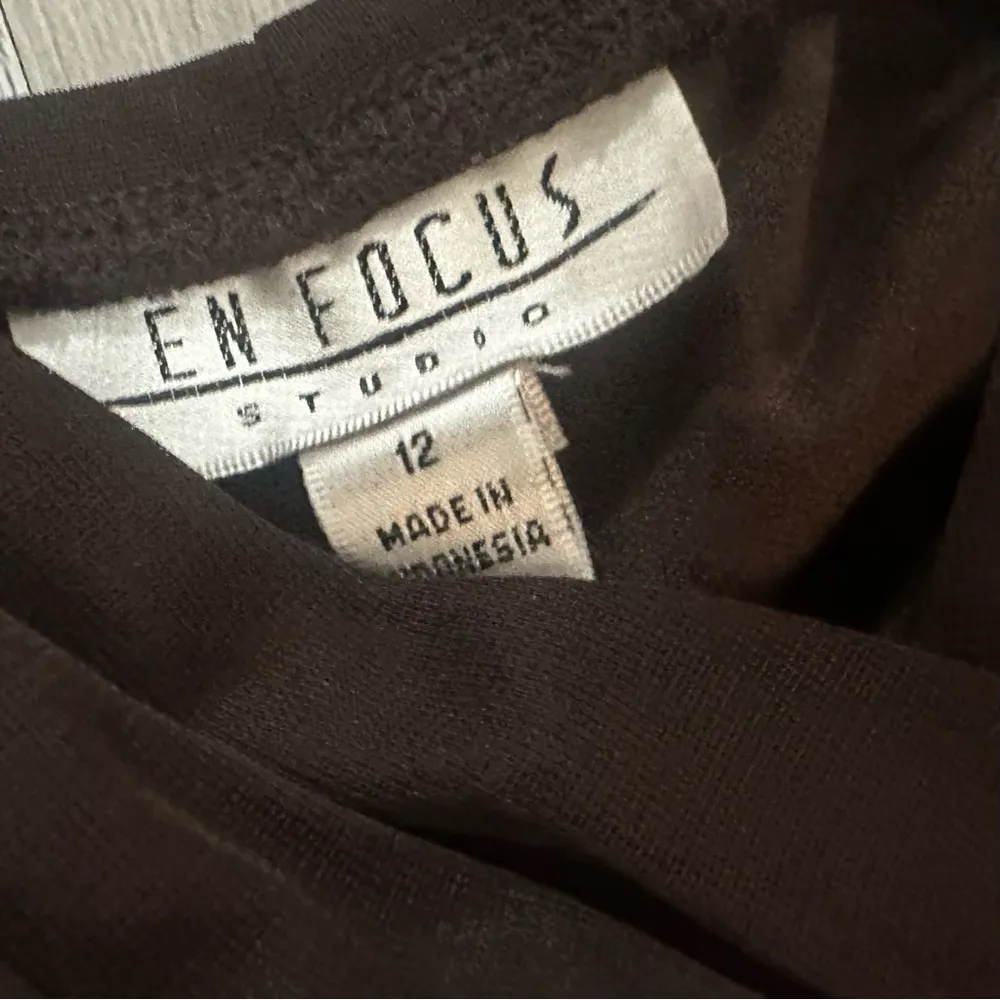 EN FOCUS
STUDIO
12
MADE IN
INDONESIA